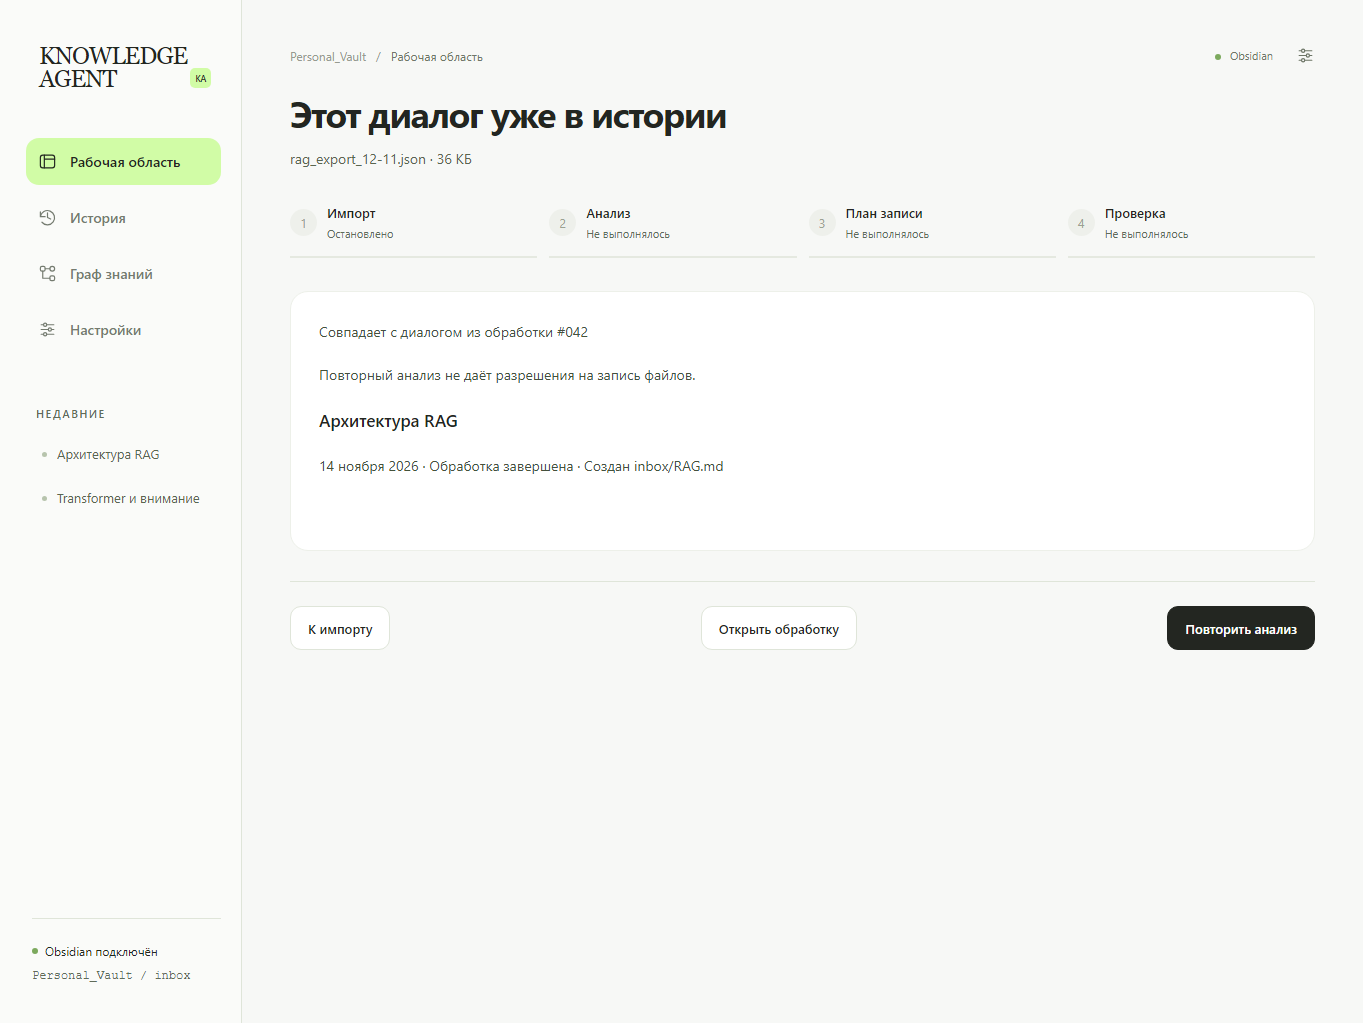 KNOWLEDGE
AGENT
KA
Рабочая область
История
Граф знаний
Настройки
НЕДАВНИЕ
Архитектура RAG
Transformer и внимание
Obsidian подключён
Personal_Vault / inbox
Personal_Vault / Рабочая область
Obsidian
Этот диалог уже в истории
rag_export_12-11.json · 36 КБ
1
Импорт
Остановлено
2
Анализ
Не выполнялось
3
План записи
Не выполнялось
4
Проверка
Не выполнялось
Совпадает с диалогом из обработки #042
Повторный анализ не даёт разрешения на запись файлов.
Архитектура RAG
14 ноября 2026 · Обработка завершена · Создан inbox/RAG.md
К импорту
Открыть обработку
Повторить анализ